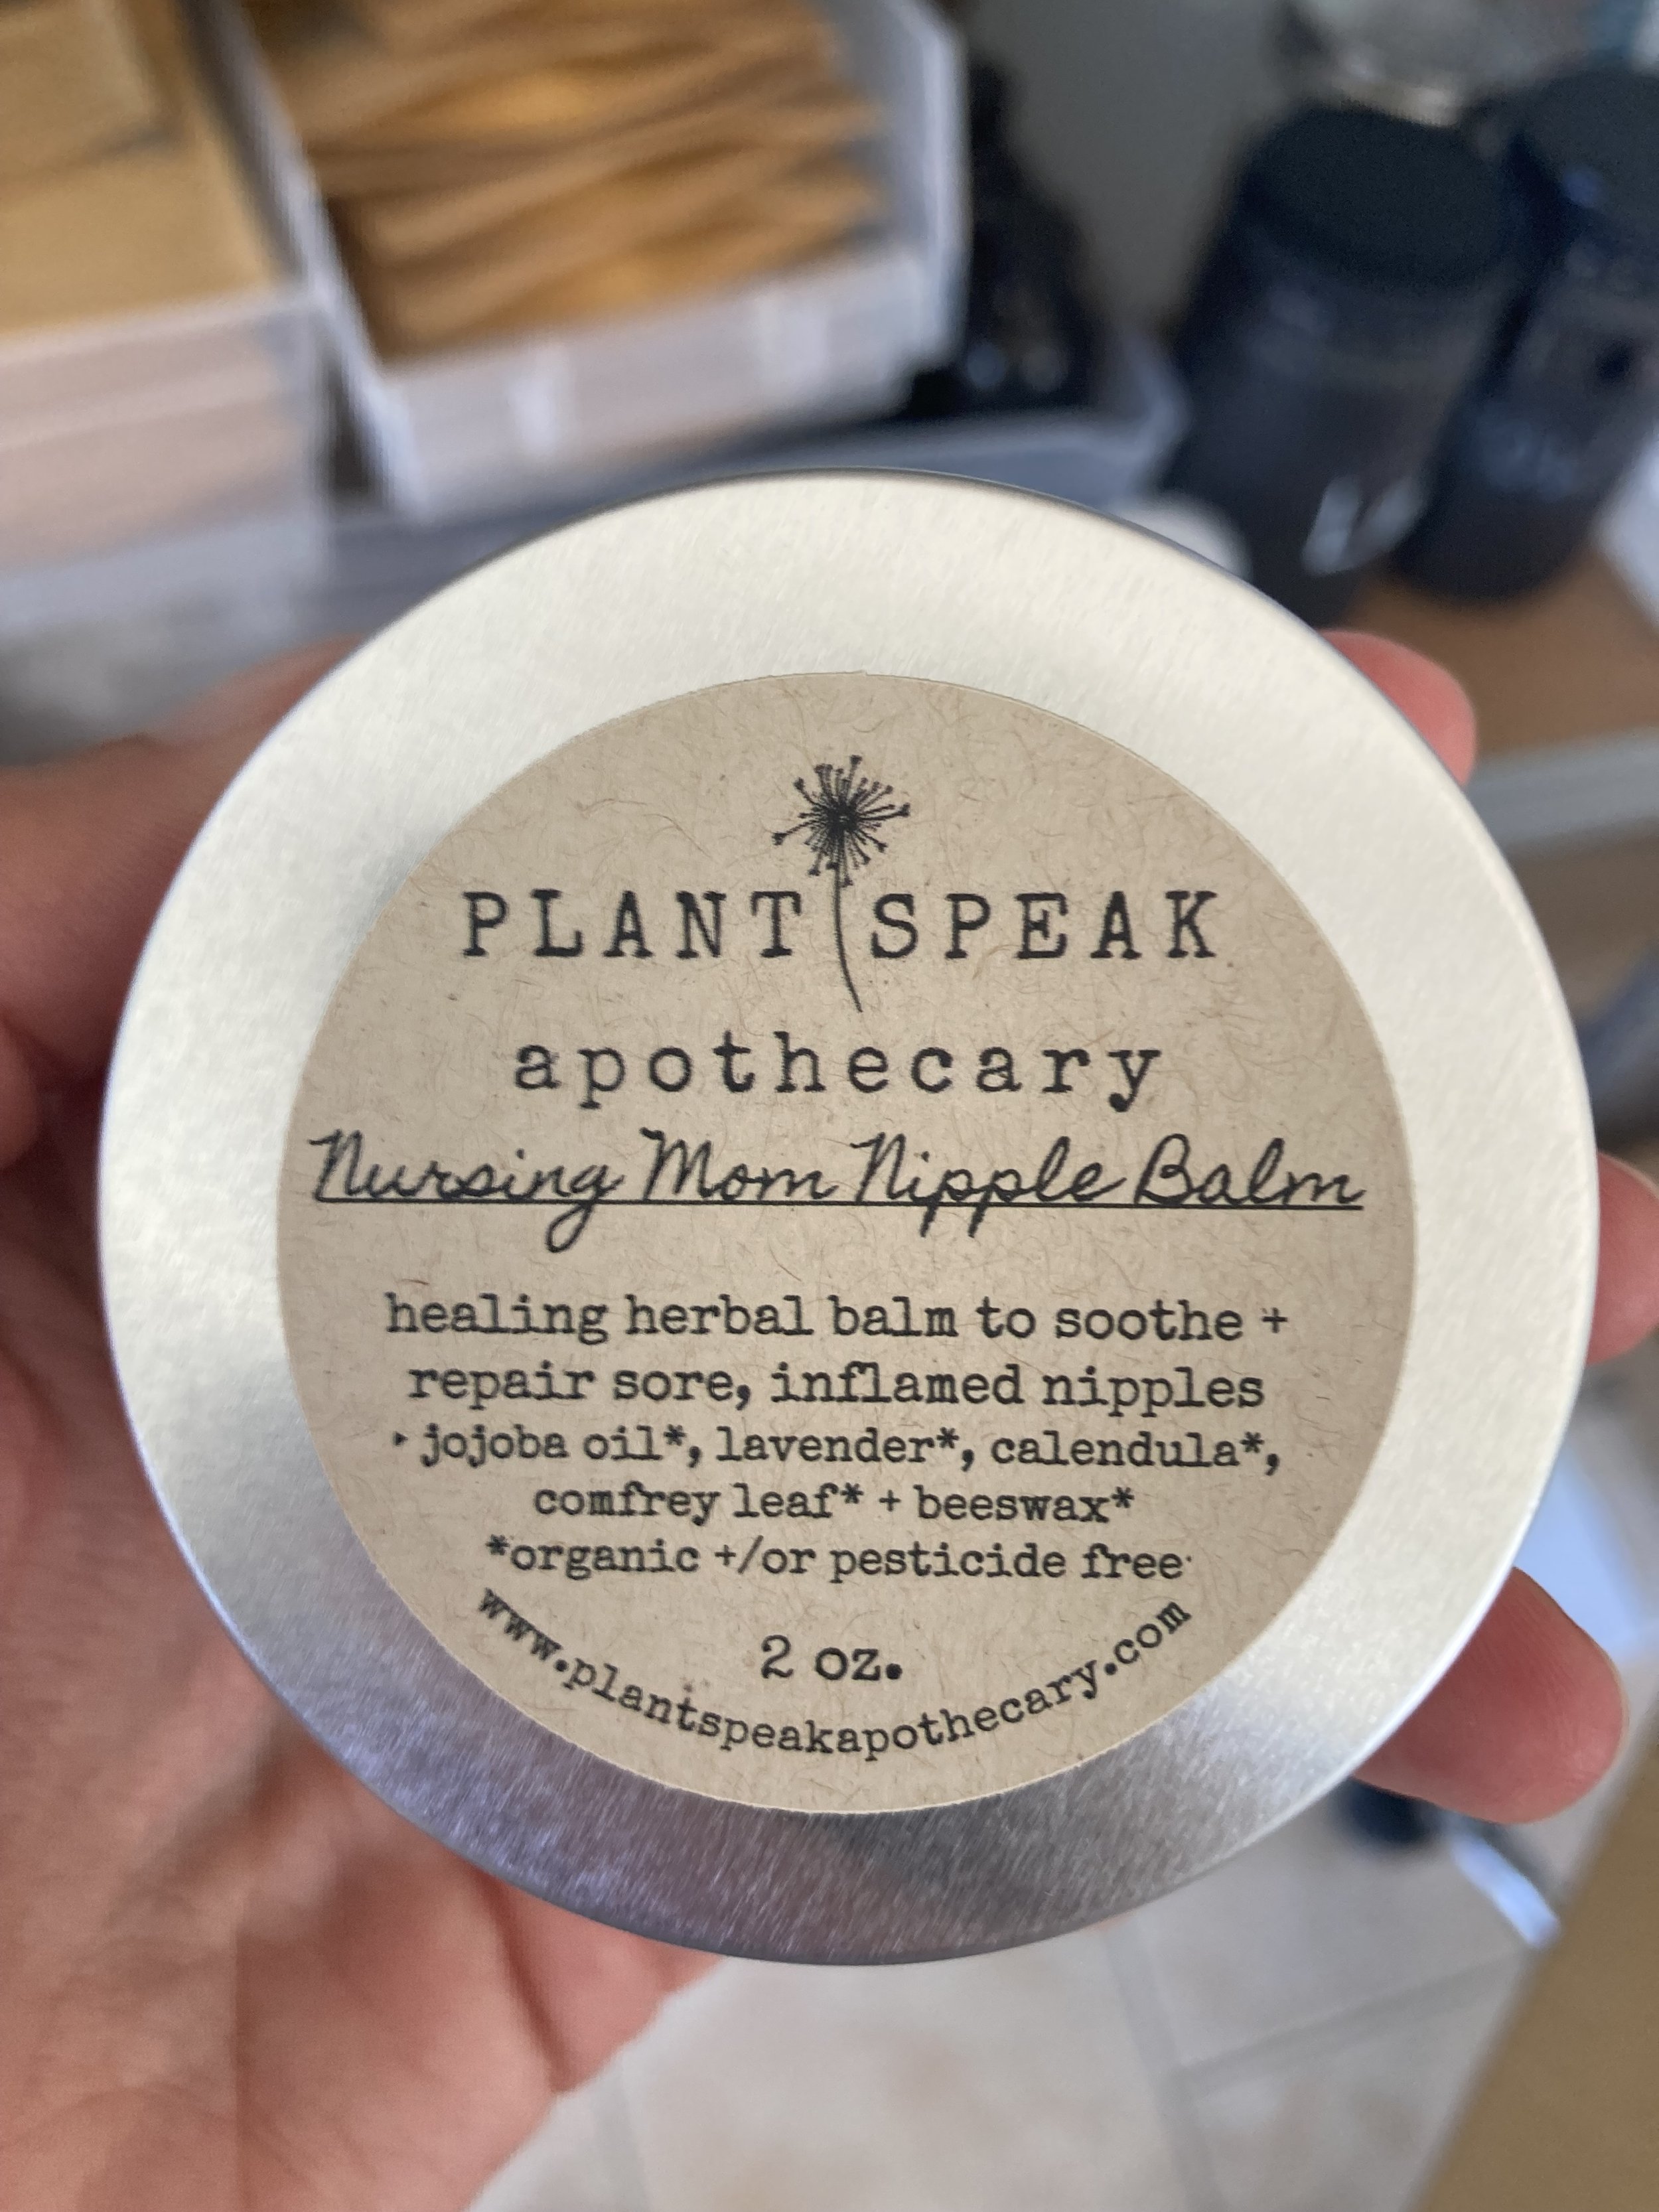 PLANT SPEAK
apothecary
Nursing Mom Nipple Balm
healing herbal balm to soothe +
repair sore, inflamed nipples
· jojoba oil*, lavender*, calendula*,
comfrey leaf* + beeswax*
*organic +/or pesticide free·
2 oz.
www.plantspeakapothecary.com